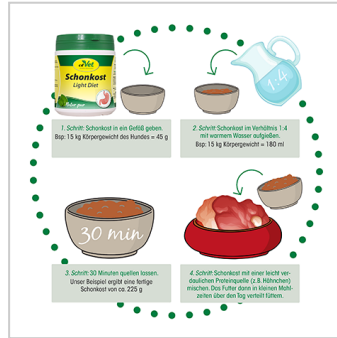 cdVet
Schonkost
Light Diet
1:4
1. Schritt: Schonkost in ein Gefäß geben.
Bsp: 15 kg Körpergewicht des Hundes = 45 g
2. Schritt: Schonkost im Verhältnis 1:4
mit warmem Wasser aufgießen.
Bsp: 15 kg Körpergewicht = 180 ml
30 min
3. Schritt: 30 Minuten quellen lassen.
Unser Beispiel ergibt eine fertige
Schonkost von ca. 225 g
4. Schritt: Schonkost mit einer leicht ver-
daulichen Proteinquelle (z.B. Hähnchen)
mischen. Das Futter dann in kleinen Mahl-
zeiten über den Tag verteilt füttern.